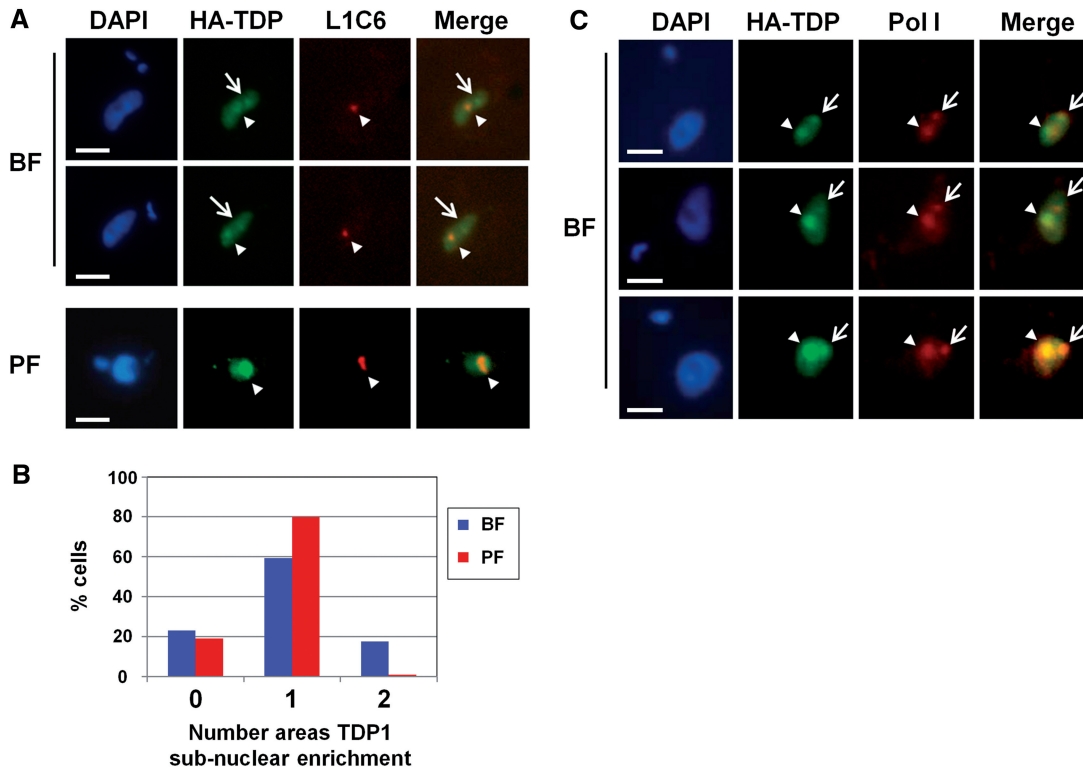 A
DAPI HA-TDP L1C6 Merge
BF
PF
B
100
80
60
40
20
0
% cells
0 1 2
Number areas TDP1
sub-nuclear enrichment
BF
PF
C
DAPI HA-TDP Pol I Merge
BF